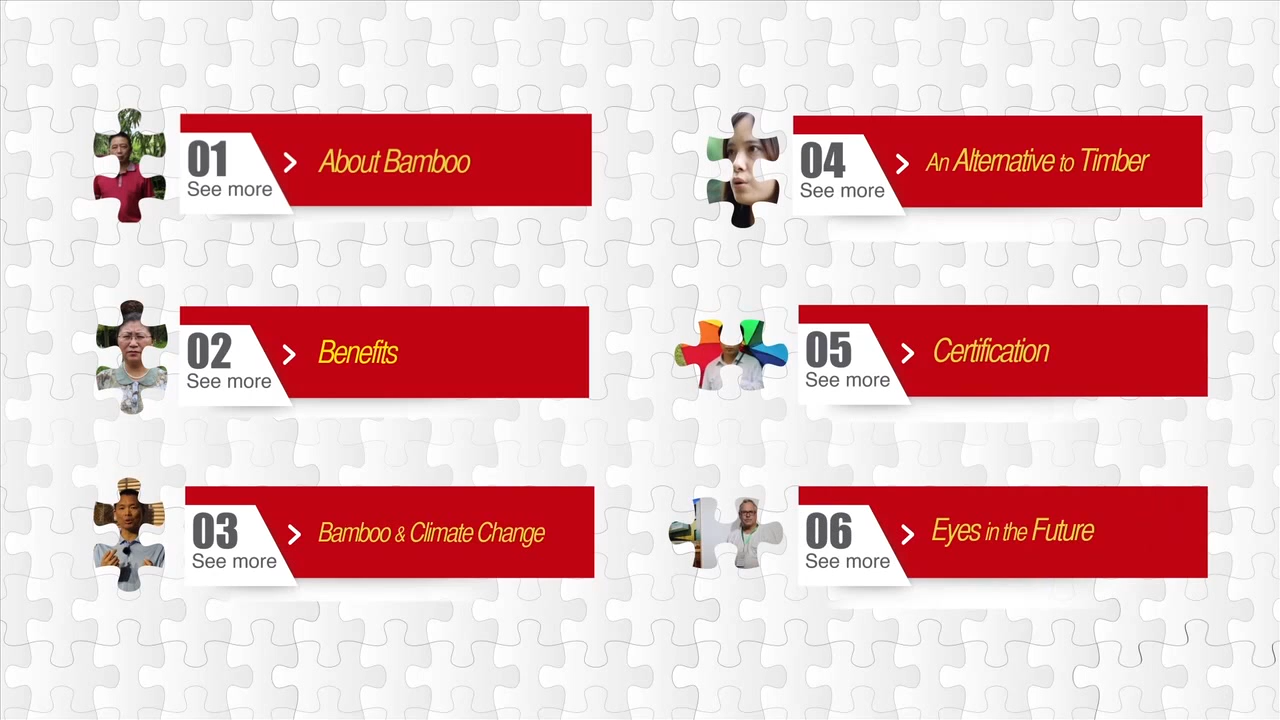 01
See more
About Bamboo
02
See more
Benefits
03
See more
Bamboo & Climate Change
04
See more
An Alternative to Timber
05
See more
Certification
06
See more
Eyes in the Future